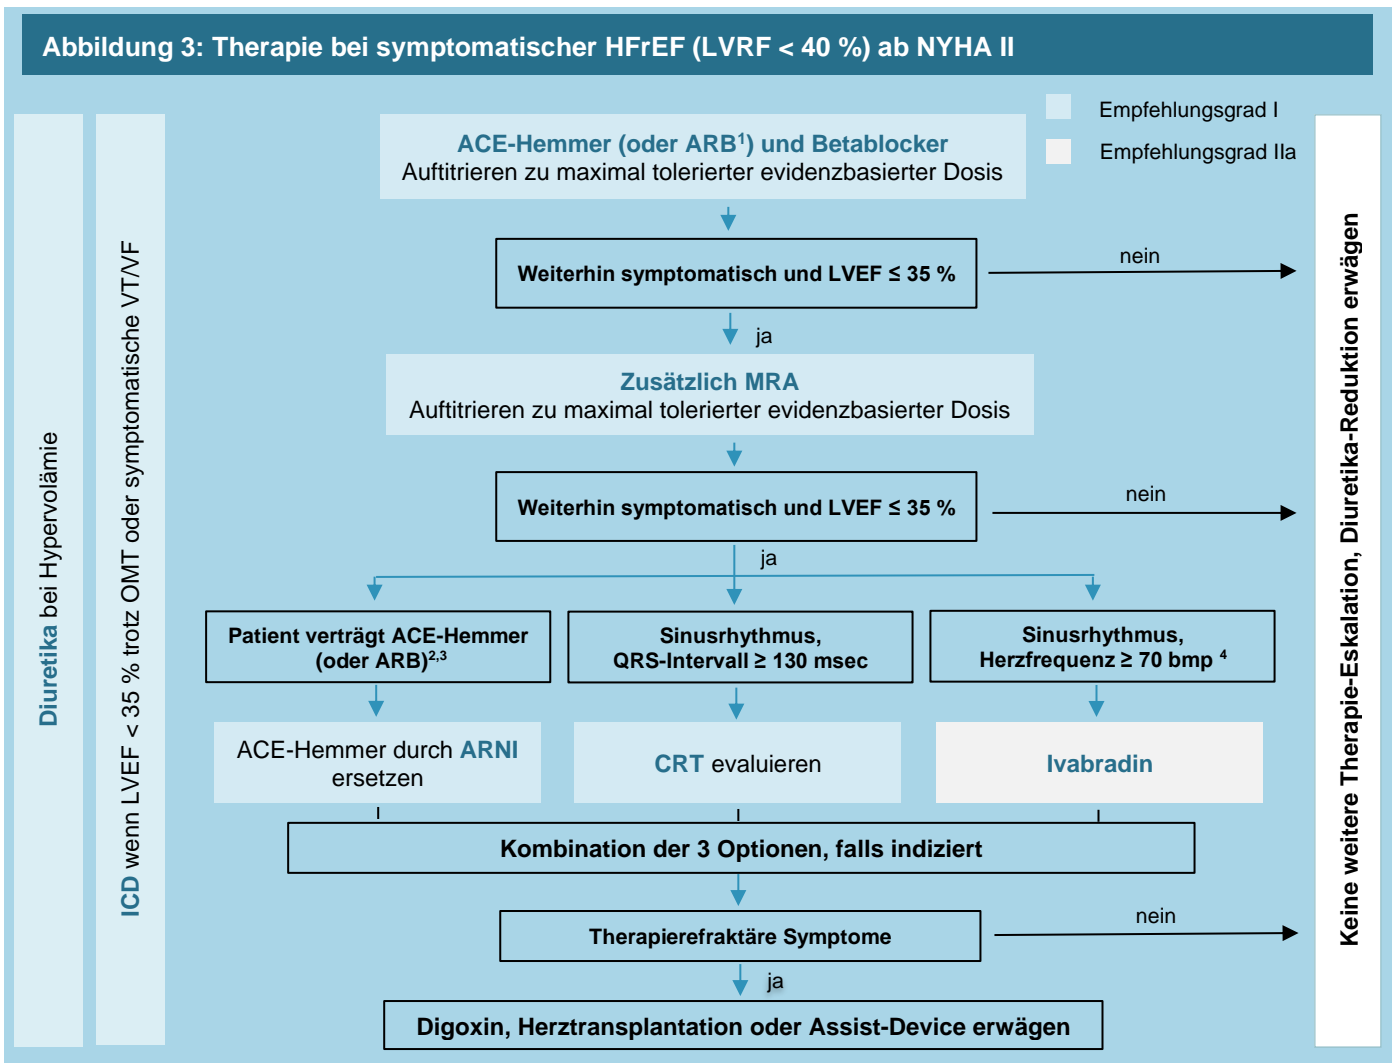 Abbildung 3: Therapie bei symptomatischer HFrEF (LVRF < 40 %) ab NYHA II
Diuretika bei Hypervolämie
ICD wenn LVEF < 35 % trotz OMT oder symptomatische VT/VF
Empfehlungsgrad I
Empfehlungsgrad IIa
ACE-Hemmer (oder ARB¹) und Betablocker
Auftitrieren zu maximal tolerierter evidenzbasierter Dosis
Weiterhin symptomatisch und LVEF ≤ 35 %
nein
ja
Zusätzlich MRA
Auftitrieren zu maximal tolerierter evidenzbasierter Dosis
Weiterhin symptomatisch und LVEF ≤ 35 %
nein
ja
Patient verträgt ACE-Hemmer
(oder ARB)²,³
Sinusrhythmus,
QRS-Intervall ≥ 130 msec
Sinusrhythmus,
Herzfrequenz ≥ 70 bmp ⁴
ACE-Hemmer durch ARNI
ersetzen
CRT evaluieren
Ivabradin
Kombination der 3 Optionen, falls indiziert
Therapierefraktäre Symptome
nein
ja
Digoxin, Herztransplantation oder Assist-Device erwägen
Keine weitere Therapie-Eskalation, Diuretika-Reduktion erwägen